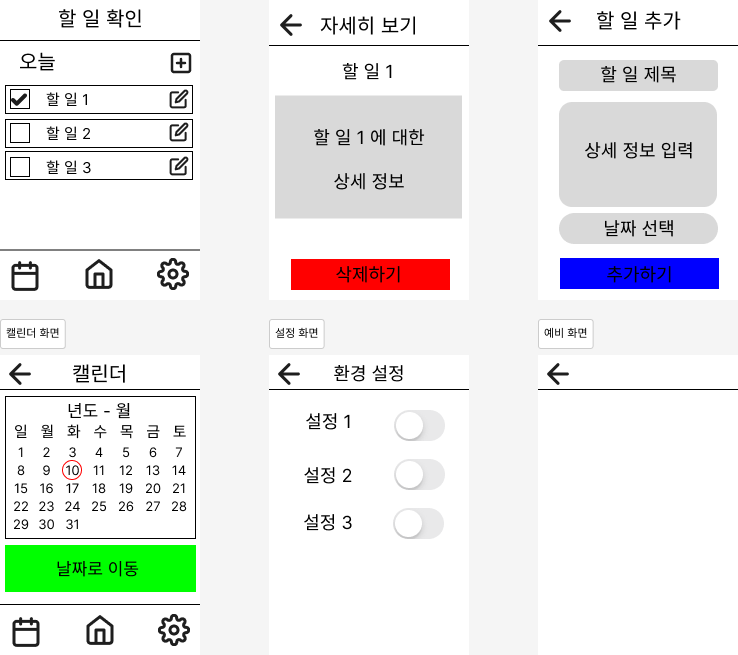 할 일 확인
오늘
할 일 1
할 일 2
할 일 3
자세히 보기
할 일 1
할 일 1 에 대한
상세 정보
삭제하기
할 일 추가
할 일 제목
상세 정보 입력
날짜 선택
추가하기
캘린더 화면
캘린더
년도 - 월
일 월 화 수 목 금 토
1 2 3 4 5 6 7
8 9 10 11 12 13 14
15 16 17 18 19 20 21
22 23 24 25 26 27 28
29 30 31
날짜로 이동
설정 화면
환경 설정
설정 1
설정 2
설정 3
예비 화면